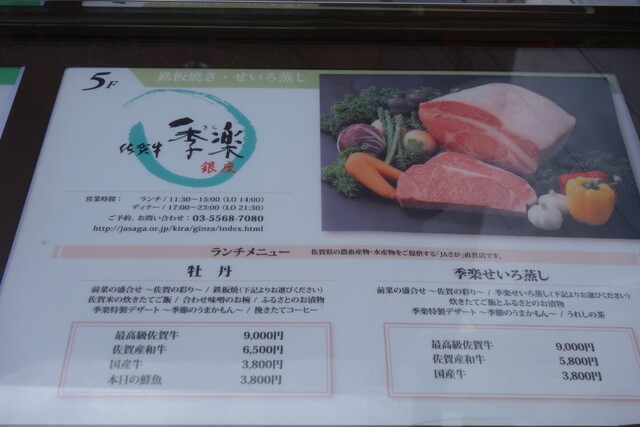 5F
鉄板焼き・せいろ蒸し
佐賀牛 季楽
きら
銀座
営業時間： ランチ / 11:30～15:00（LO 14:00）
ディナー / 17:00～23:00（LO 21:30）
ご予約、お問い合わせ：03-5568-7080
http://jasaga.or.jp/kira/ginza/index.html
ランチメニュー 佐賀県の農畜産物・水産物をご提供する「JAさが」直営店です。
牡 丹
前菜の盛合せ ～佐賀の彩り～ / 鉄板焼（下記よりお選びください）
佐賀米の炊きたてご飯 / 合わせ味噌のお椀 / ふるさとのお漬物
季楽特製デザート ～季節のうまかもん～ / 挽きたてコーヒー
最高級佐賀牛 9,000円
佐賀産和牛 6,500円
国産牛 3,800円
本日の鮮魚 3,800円
季楽せいろ蒸し
前菜の盛合せ ～佐賀の彩り～ / 季楽せいろ蒸し（下記よりお選びください）
炊きたてご飯とふるさとのお漬物
季楽特製デザート ～季節のうまかもん～ / うれしの茶
最高級佐賀牛 9,000円
佐賀産和牛 5,800円
国産牛 3,800円